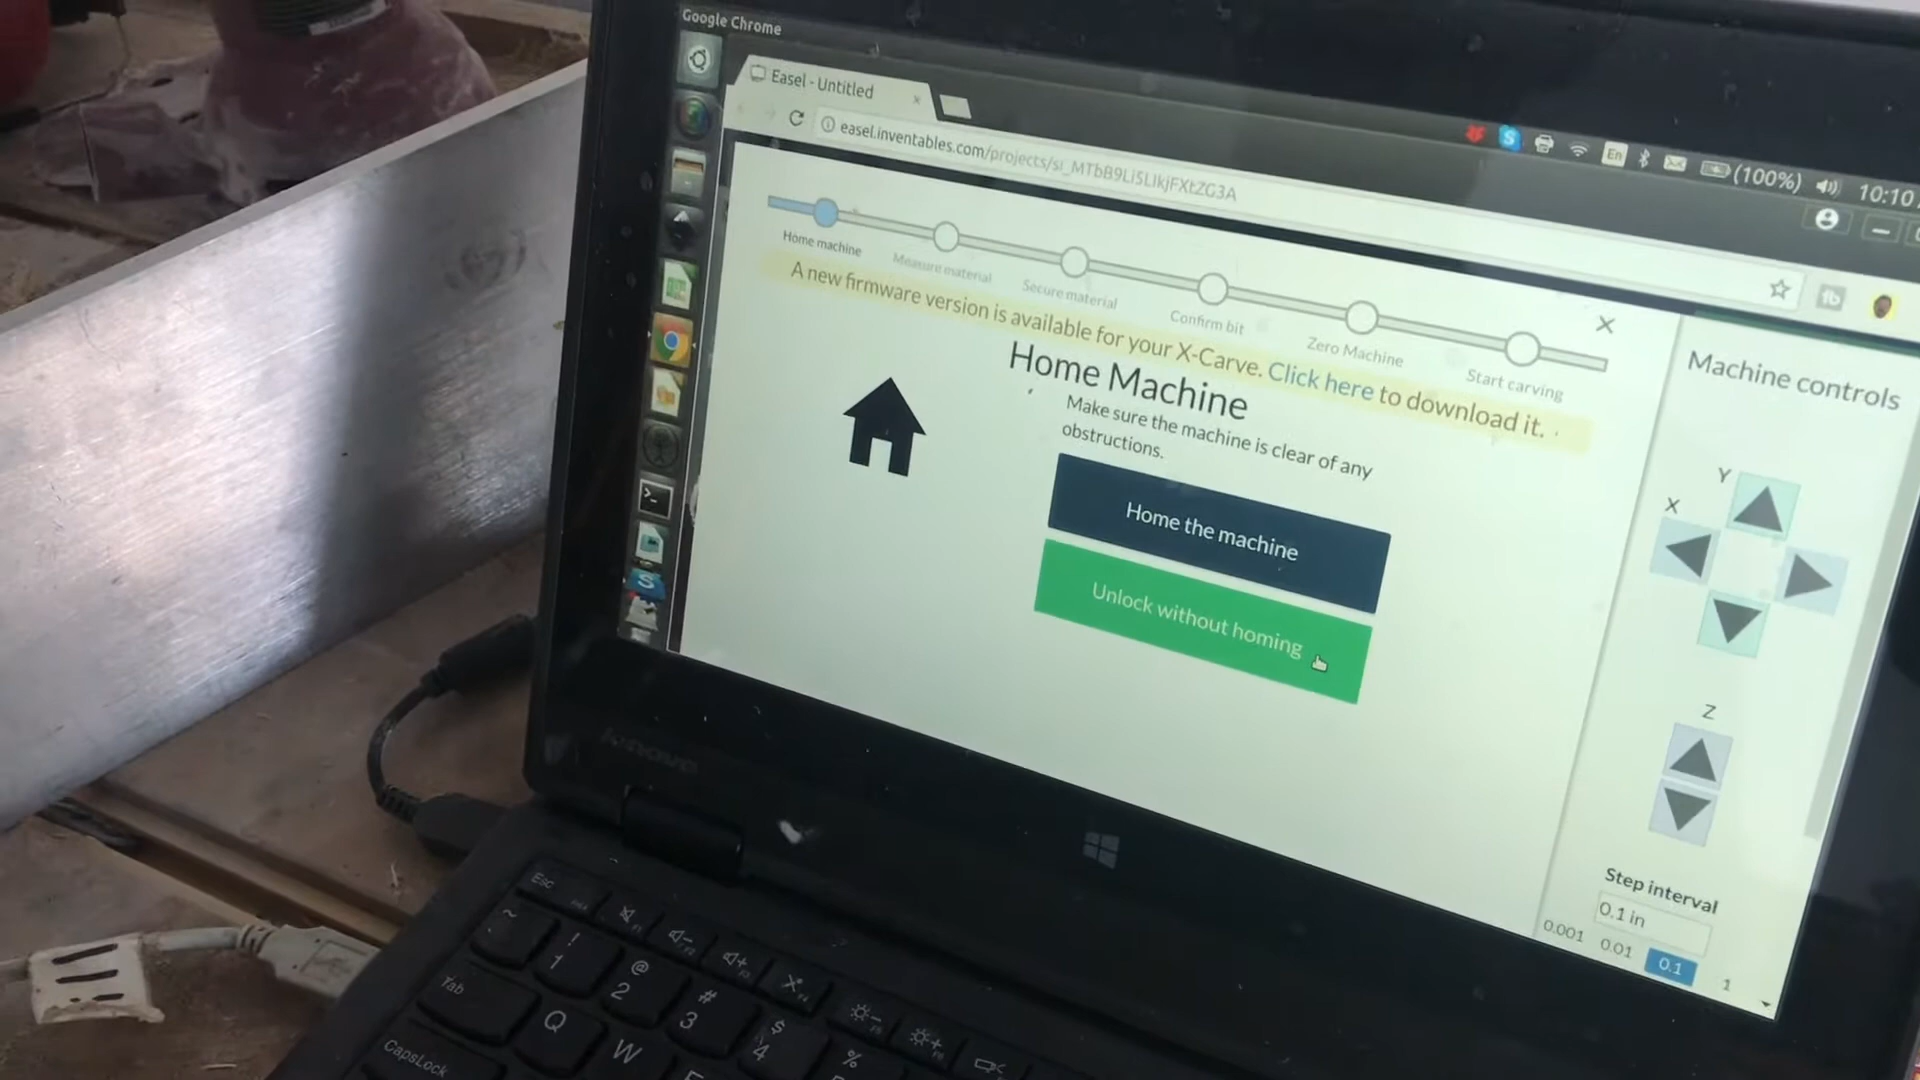 Google Chrome
Easel - Untitled
easel.inventables.com/projects/si_MTbB9Li5LIkjFXtZG3A
En
(100%)
10:10
fb
Home machine
Measure material
Secure material
Confirm bit
Zero Machine
Start carving
A new firmware version is available for your X-Carve. Click here to download it.
Home Machine
Make sure the machine is clear of any
obstructions.
Home the machine
Unlock without homing
Machine controls
Y
X
Z
Step interval
0.1 in
0.001 0.01 0.1 1
lenovo
Esc
~
!
1
@
2
#
3
$
4
%
Tab
Q
W
CapsLock